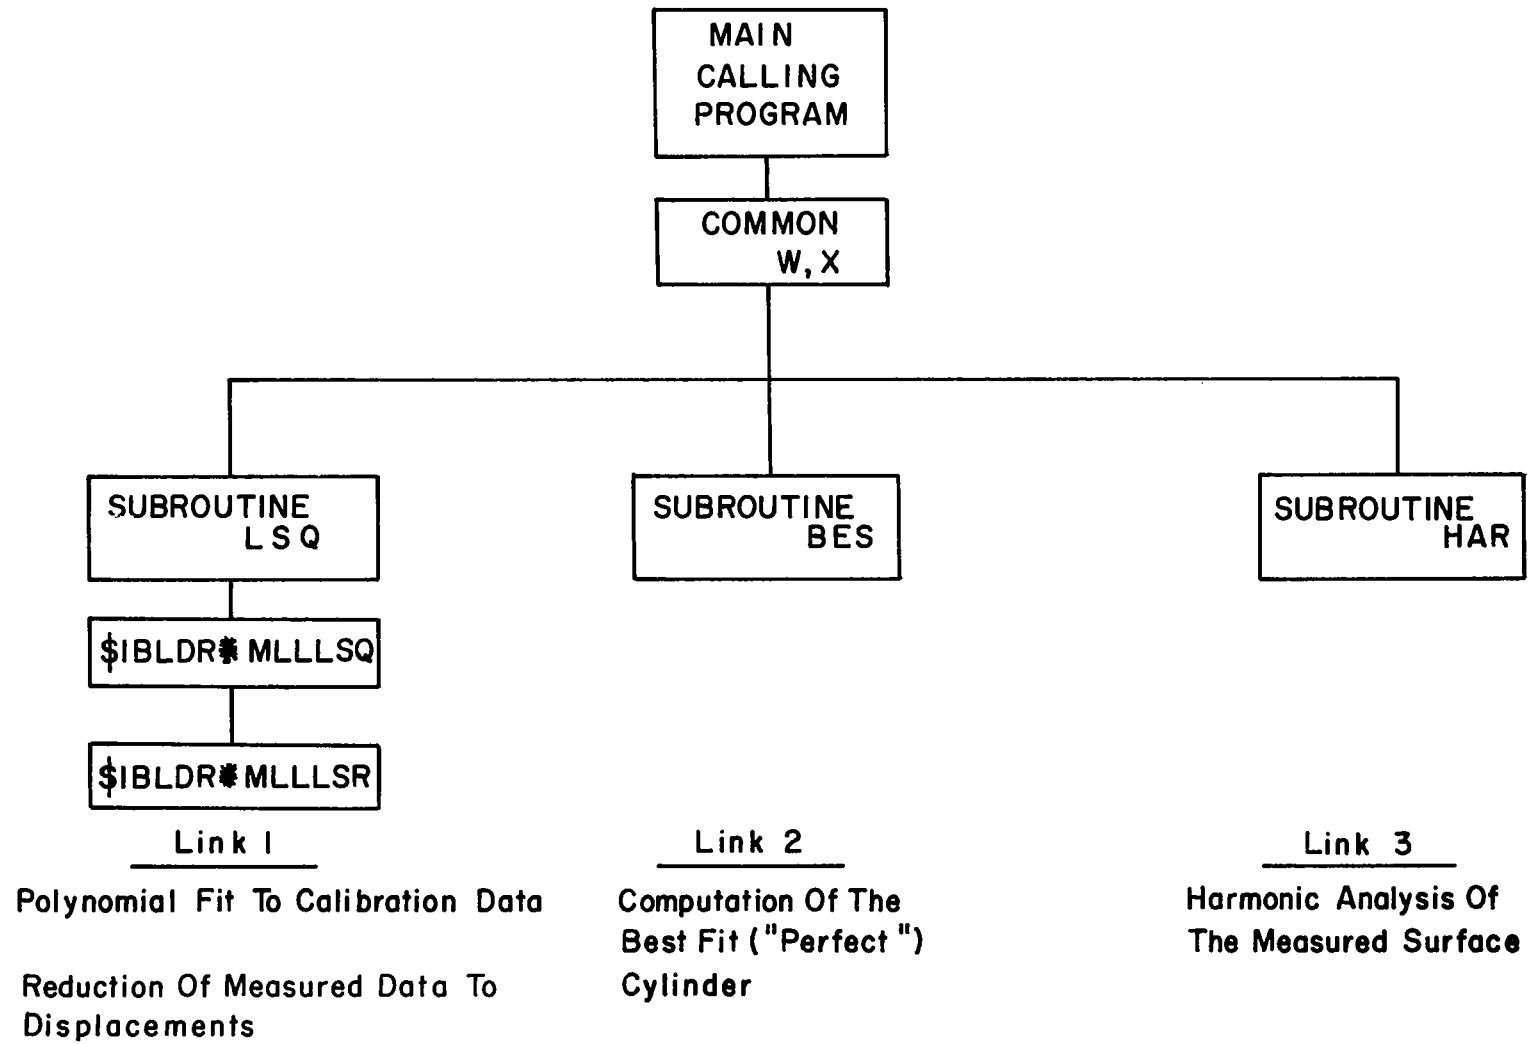 MAIN
CALLING
PROGRAM
COMMON
W, X
SUBROUTINE
LSQ
SUBROUTINE
BES
SUBROUTINE
HAR
$IBLDR* MLLLSQ
$IBLDR* MLLLSR
Link 1
Polynomial Fit To Calibration Data
Reduction Of Measured Data To
Displacements
Link 2
Computation Of The
Best Fit ("Perfect")
Cylinder
Link 3
Harmonic Analysis Of
The Measured Surface